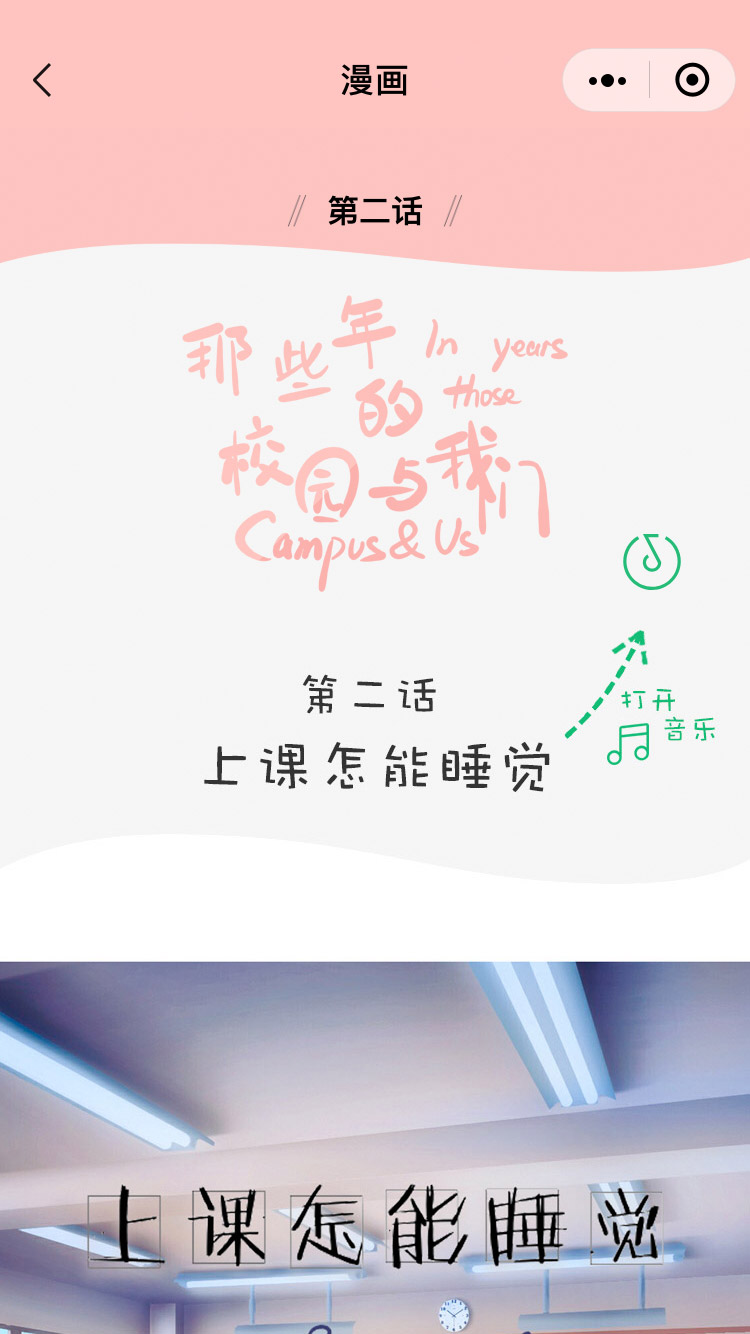 漫画
第二话
那些年 In years
的 those
校园与我们
Campus & Us
第二话
上课怎能睡觉
打开
音乐
上课怎能睡觉